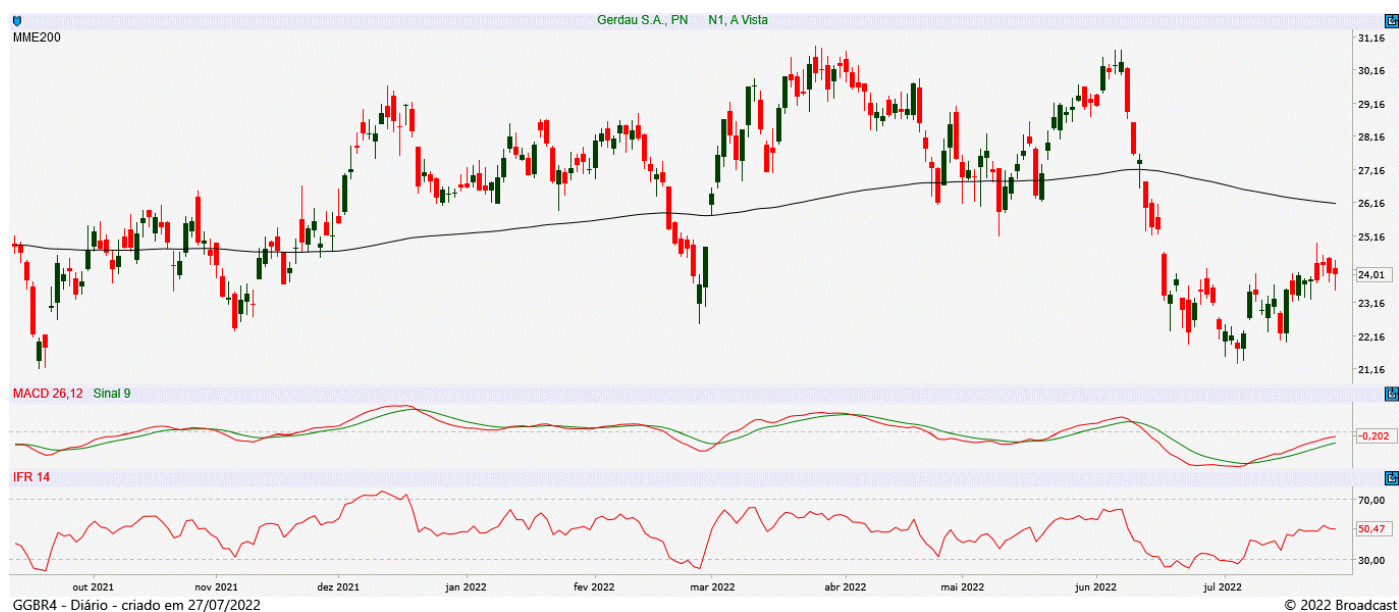 Gerdau S.A., PN N1, A Vista
MME200
31,16
30,16
29,16
28,16
27,16
26,16
25,16
24,01
23,16
22,16
21,16
MACD 26,12 Sinal 9
-0,202
IFR 14
70,00
50,47
30,00
out 2021 nov 2021 dez 2021 jan 2022 fev 2022 mar 2022 abr 2022 mai 2022 jun 2022 jul 2022
GGBR4 - Diário - criado em 27/07/2022 © 2022 Broadcast